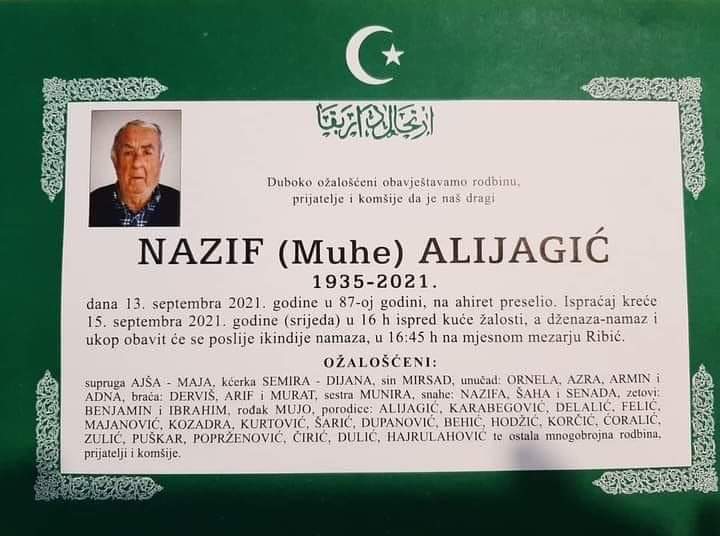 Duboko ožalošćeni obavještavamo rodbinu,
prijatelje i komšije da je naš dragi
NAZIF (Muhe) ALIJAGIĆ
1935-2021.
dana 13. septembra 2021. godine u 87-oj godini, na ahiret preselio. Ispraćaj kreće
15. septembra 2021. godine (srijeda) u 16 h ispred kuće žalosti, a dženaza-namaz i
ukop obavit će se poslije ikindije namaza, u 16:45 h na mjesnom mezarju Ribić.
OŽALOŠĆENI:
supruga AJŠA - MAJA, kćerka SEMIRA - DIJANA, sin MIRSAD, unučad: ORNELA, AZRA, ARMIN i
ADNA, braća: DERVIŠ, ARIF i MURAT, sestra MUNIRA, snahe: NAZIFA, ŠAHA i SENADA, zetovi:
BENJAMIN i IBRAHIM, rođak MUJO, porodice: ALIJAGIĆ, KARABEGOVIĆ, DELALIĆ, FELIĆ,
MAJANOVIĆ, KOZADRA, KURTOVIĆ, ŠARIĆ, DUPANOVIĆ, BEHIĆ, HODŽIĆ, KORČIĆ, ĆORALIĆ,
ZULIĆ, PUŠKAR, POPRŽENOVIĆ, ČIRIĆ, DULIĆ, HAJRULAHOVIĆ te ostala mnogobrojna rodbina,
prijatelji i komšije.